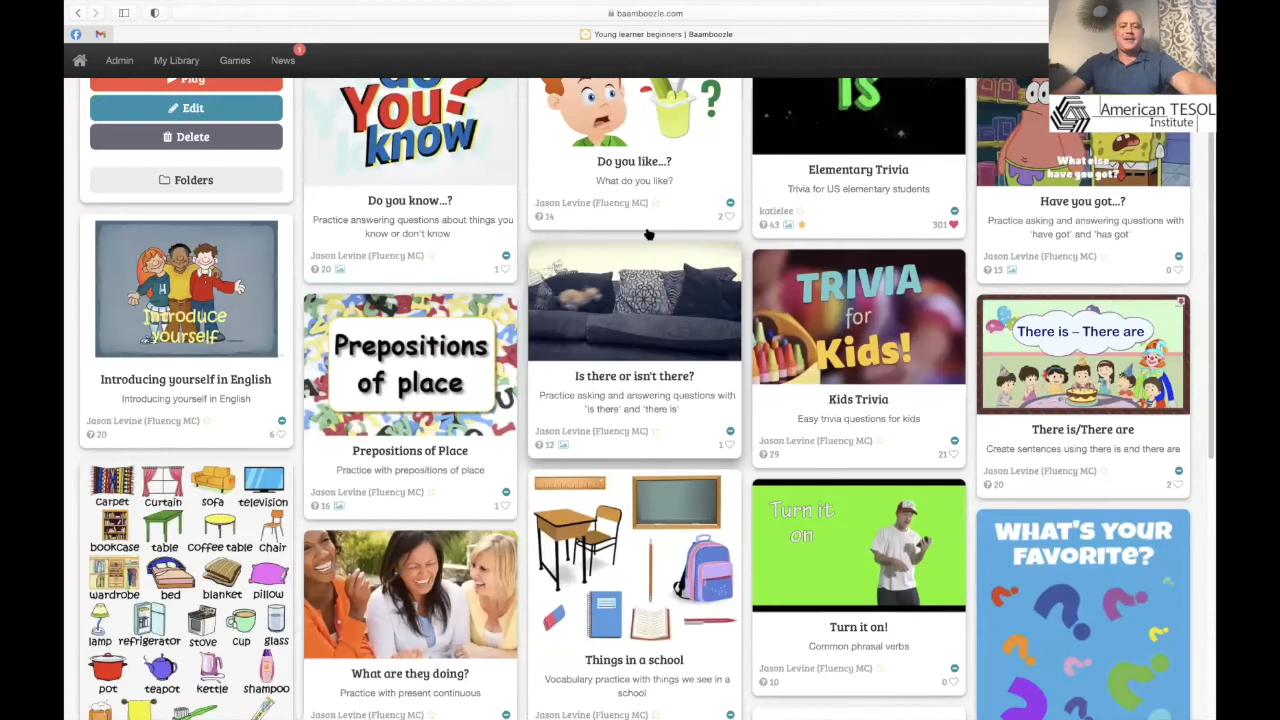 baamboozle.com
Young learner beginners | Baamboozle
Admin
My Library
Games
News
1
American TESOL
Institute
Play
Edit
Delete
Folders
Introduce
yourself
Introducing yourself in English
Introducing yourself in English
Jason Levine (Fluency MC)
20
6
carpet curtain sofa television
bookcase table coffee table chair
wardrobe bed blanket pillow
lamp refrigerator stove cup glass
pot teapot kettle shampoo
do
You?
know
Do you know...?
Practice answering questions about things you
know or don't know
Jason Levine (Fluency MC)
20
1
Prepositions
of place
Prepositions of Place
Practice with prepositions of place
Jason Levine (Fluency MC)
16
1
What are they doing?
Practice with present continuous
Jason Levine (Fluency MC)
?
Do you like...?
What do you like?
Jason Levine (Fluency MC)
14
2
Is there or isn't there?
Practice asking and answering questions with
'is there' and 'there is'
Jason Levine (Fluency MC)
12
1
Things in a school
Vocabulary practice with things we see in a
school
Jason Levine (Fluency MC)
IS
Elementary Trivia
Trivia for US elementary students
katielee
43
301
TRIVIA
for
Kids!
Kids Trivia
Easy trivia questions for kids
Jason Levine (Fluency MC)
29
21
Turn it
on
Turn it on!
Common phrasal verbs
Jason Levine (Fluency MC)
10
0
What else
have you got?
Have you got...?
Practice asking and answering questions with
'have got' and 'has got'
Jason Levine (Fluency MC)
13
0
There is – There are
There is/There are
Create sentences using there is and there are
Jason Levine (Fluency MC)
20
2
WHAT'S YOUR
FAVORITE?